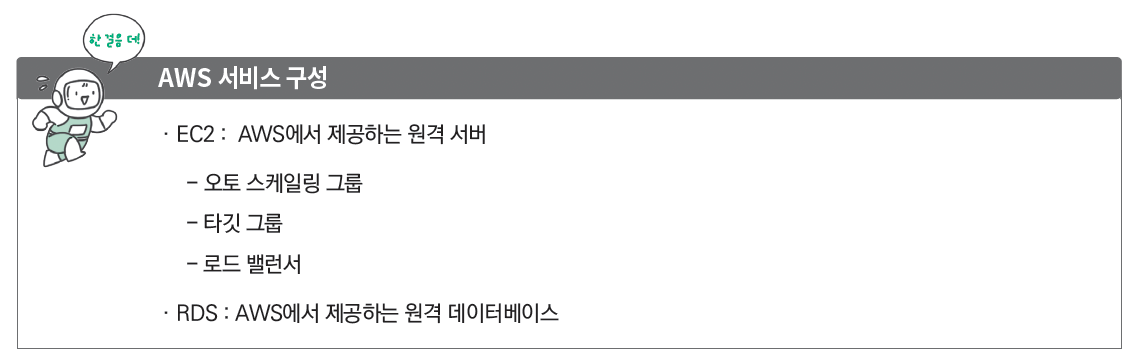 한 걸음 더!
AWS 서비스 구성
· EC2 : AWS에서 제공하는 원격 서버
– 오토 스케일링 그룹
– 타깃 그룹
– 로드 밸런서
· RDS : AWS에서 제공하는 원격 데이터베이스